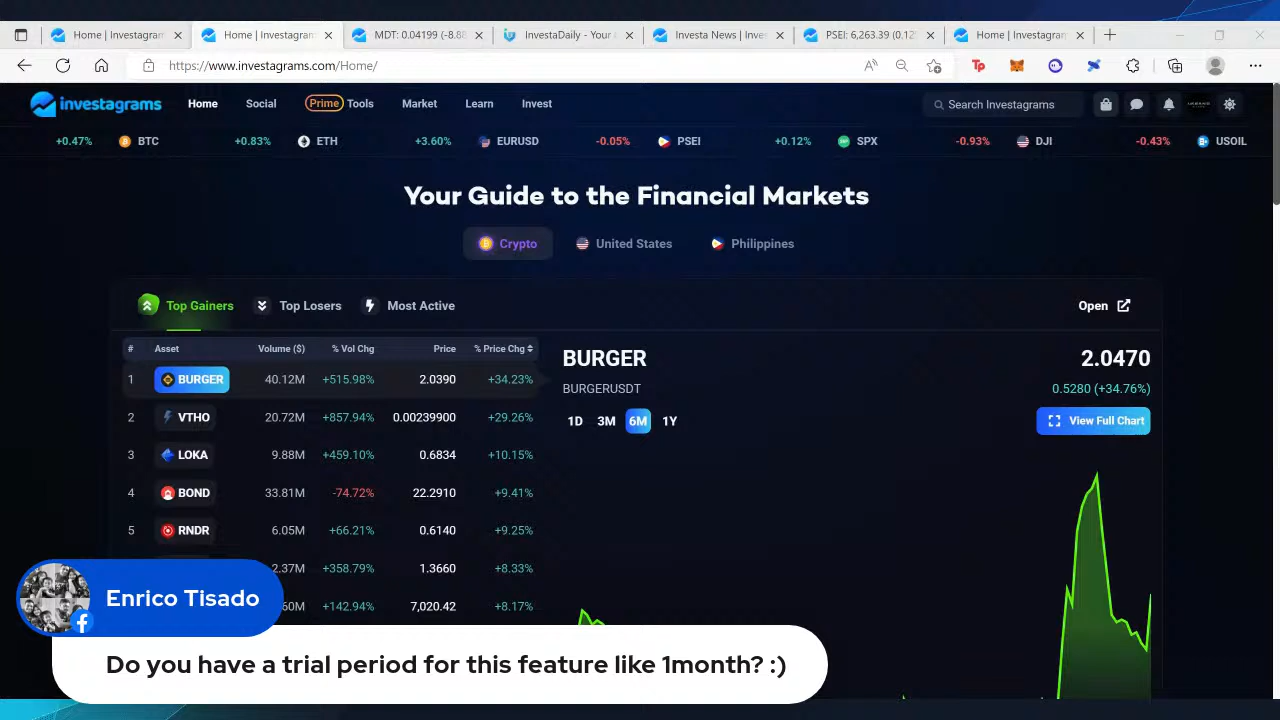 Home | Investagram
Home | Investagram
MDT: 0.04199 (-8.88
InvestaDaily - Your
Investa News | Inves
PSEI: 6,263.39 (0.12
Home | Investagram
https://www.investagrams.com/Home/
investagrams Home Social Prime Tools Market Learn Invest Search Investagrams
+0.47% BTC +0.83% ETH +3.60% EURUSD -0.05% PSEI +0.12% SPX -0.93% DJI -0.43% USOIL
Your Guide to the Financial Markets
Crypto United States Philippines
Top Gainers Top Losers Most Active Open
# Asset Volume ($) % Vol Chg Price % Price Chg
1 BURGER 40.12M +515.98% 2.0390 +34.23%
2 VTHO 20.72M +857.94% 0.00239900 +29.26%
3 LOKA 9.88M +459.10% 0.6834 +10.15%
4 BOND 33.81M -74.72% 22.2910 +9.41%
5 RNDR 6.05M +66.21% 0.6140 +9.25%
2.37M +358.79% 1.3660 +8.33%
60M +142.94% 7,020.42 +8.17%
BURGER 2.0470
BURGERUSDT 0.5280 (+34.76%)
1D 3M 6M 1Y View Full Chart
Enrico Tisado
Do you have a trial period for this feature like 1month? :)